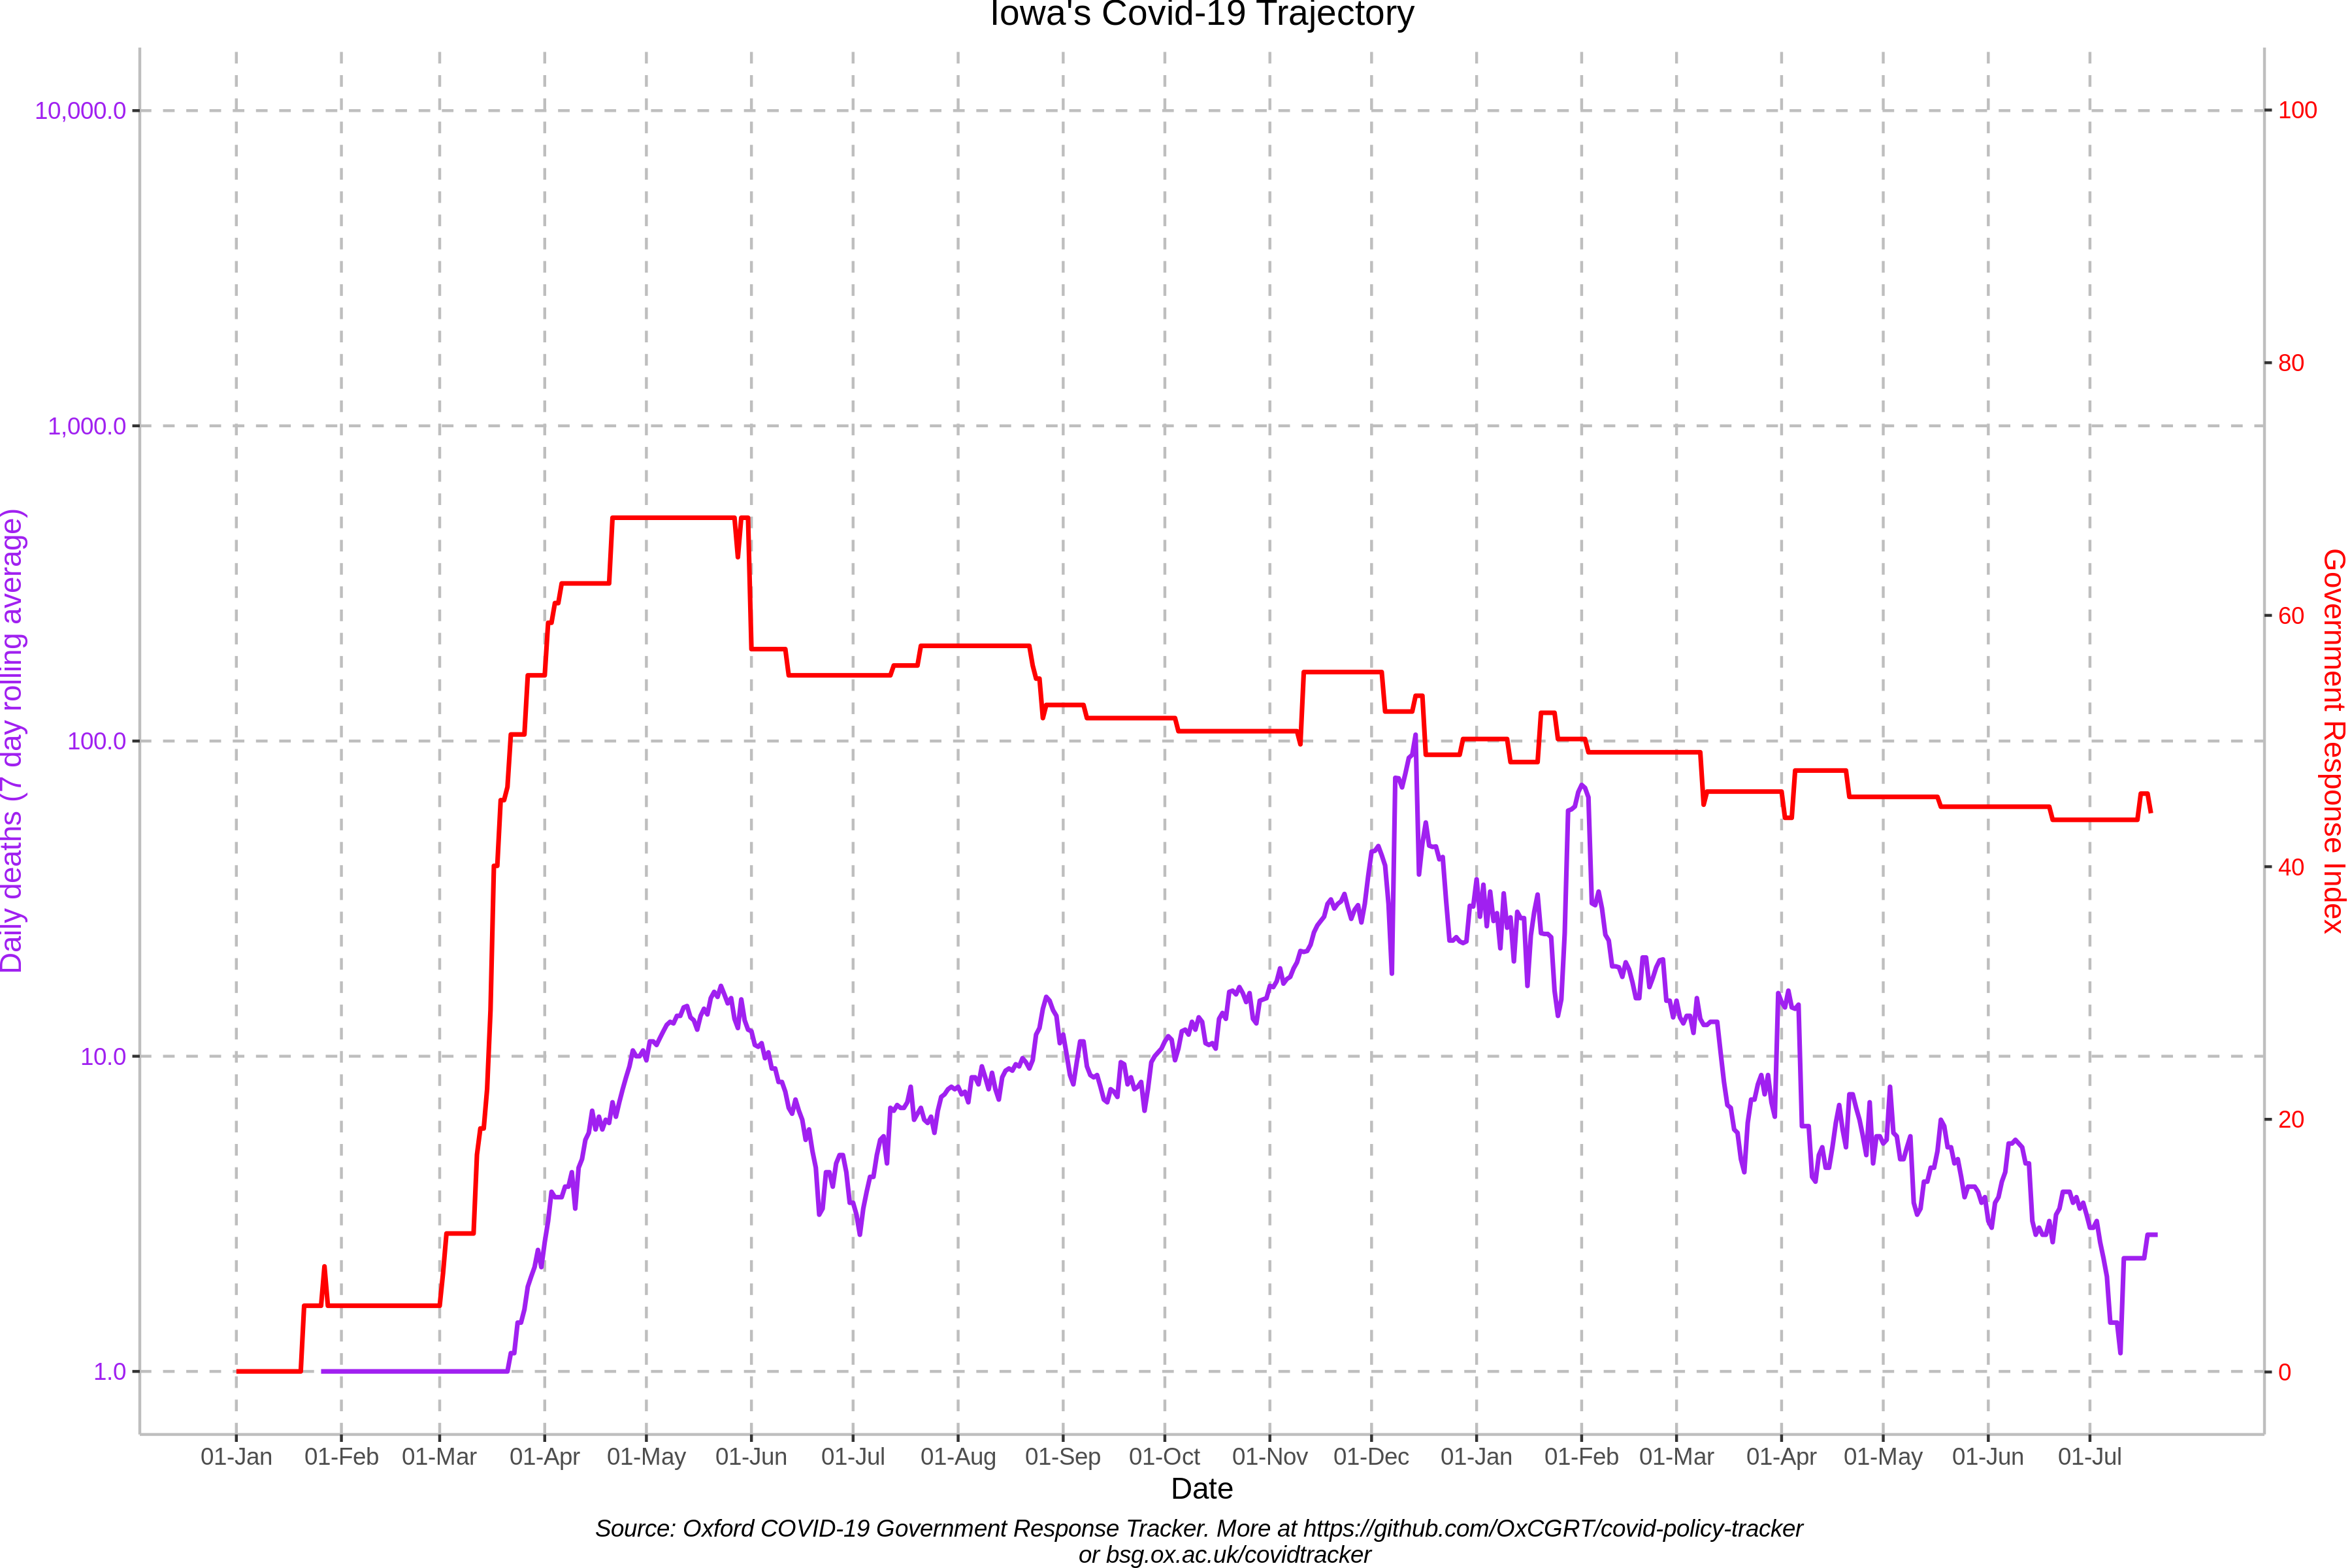 Iowa's Covid-19 Trajectory
10,000.0
1,000.0
100.0
10.0
1.0
Daily deaths (7 day rolling average)
100
80
60
40
20
0
Government Response Index
01-Jan 01-Feb 01-Mar 01-Apr 01-May 01-Jun 01-Jul 01-Aug 01-Sep 01-Oct 01-Nov 01-Dec 01-Jan 01-Feb 01-Mar 01-Apr 01-May 01-Jun 01-Jul
Date
Source: Oxford COVID-19 Government Response Tracker. More at https://github.com/OxCGRT/covid-policy-tracker
or bsg.ox.ac.uk/covidtracker